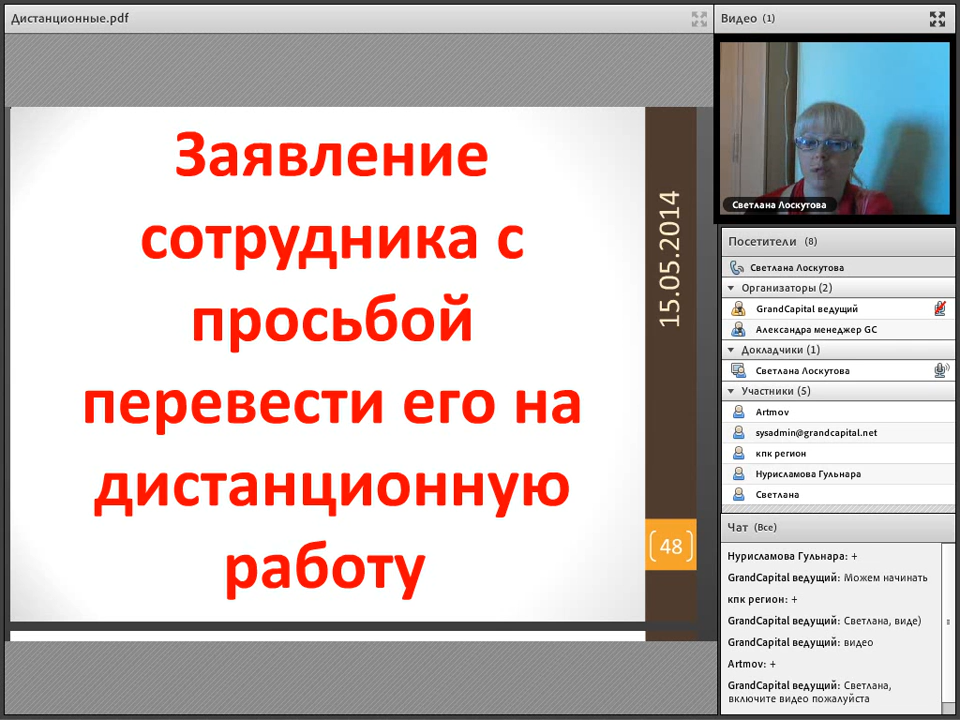 Дистанционные.pdf
Заявление
сотрудника с
просьбой
перевести его на
дистанционную
работу
15.05.2014
48
Видео (1)
Светлана Лоскутова
Посетители (8)
Светлана Лоскутова
Организаторы (2)
GrandCapital ведущий
Александра менеджер GC
Докладчики (1)
Светлана Лоскутова
Участники (5)
Artmov
sysadmin@grandcapital.net
кпк регион
Нурисламова Гульнара
Светлана
Чат (Все)
Нурисламова Гульнара: +
GrandCapital ведущий: Можем начинать
кпк регион: +
GrandCapital ведущий: Светлана, виде)
GrandCapital ведущий: видео
Artmov: +
GrandCapital ведущий: Светлана,
включите видео пожалуйста